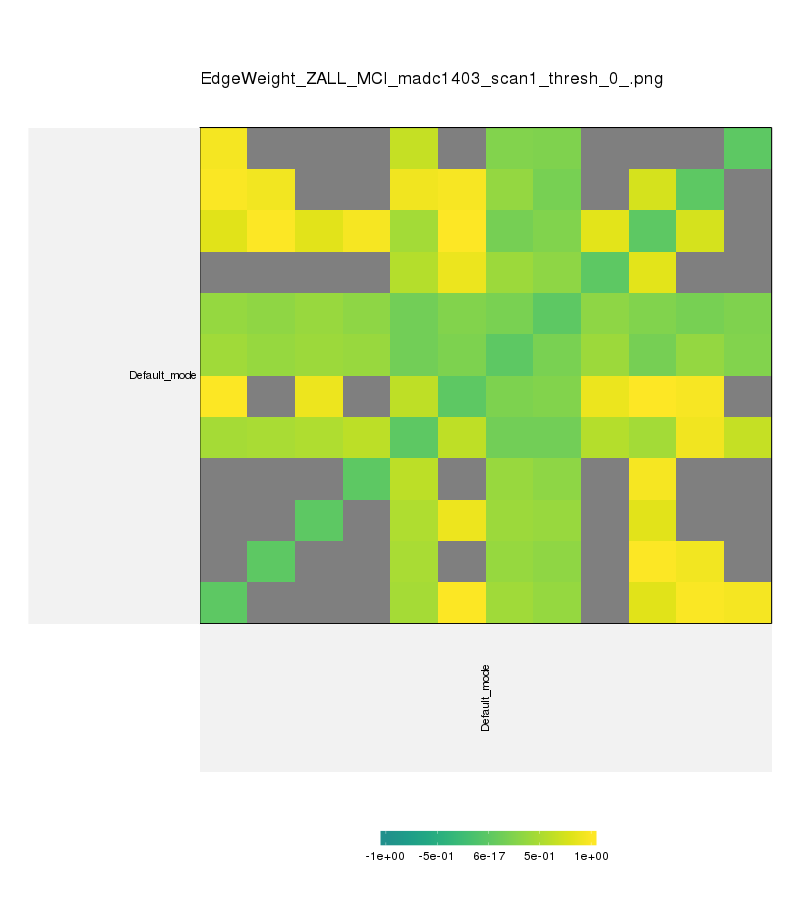 EdgeWeight_ZALL_MCI_madc1403_scan1_thresh_0_.png
Default_mode
Default_mode
-1e+00 -5e-01 6e-17 5e-01 1e+00